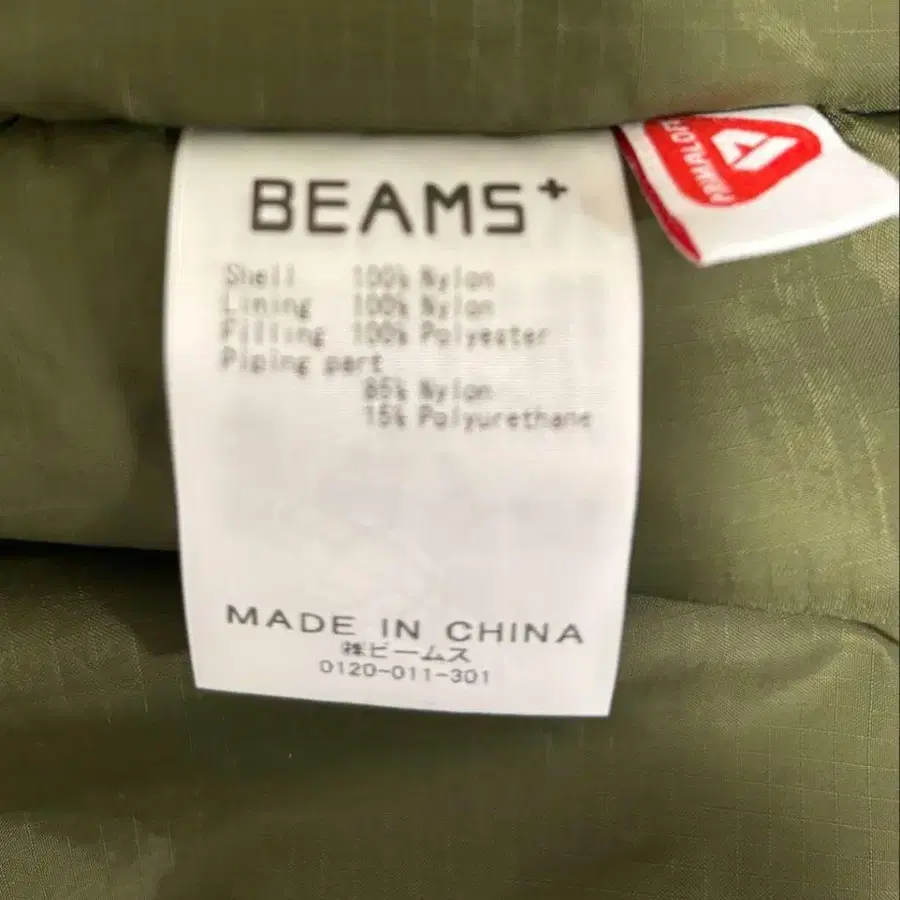 BEAMS+
Shell 100% Nylon
Lining 100% Nylon
Filling 100% Polyester
Piping part
85% Nylon
15% Polyurethane
MADE IN CHINA
㈱ビームス
0120-011-301
PRIMALOFT